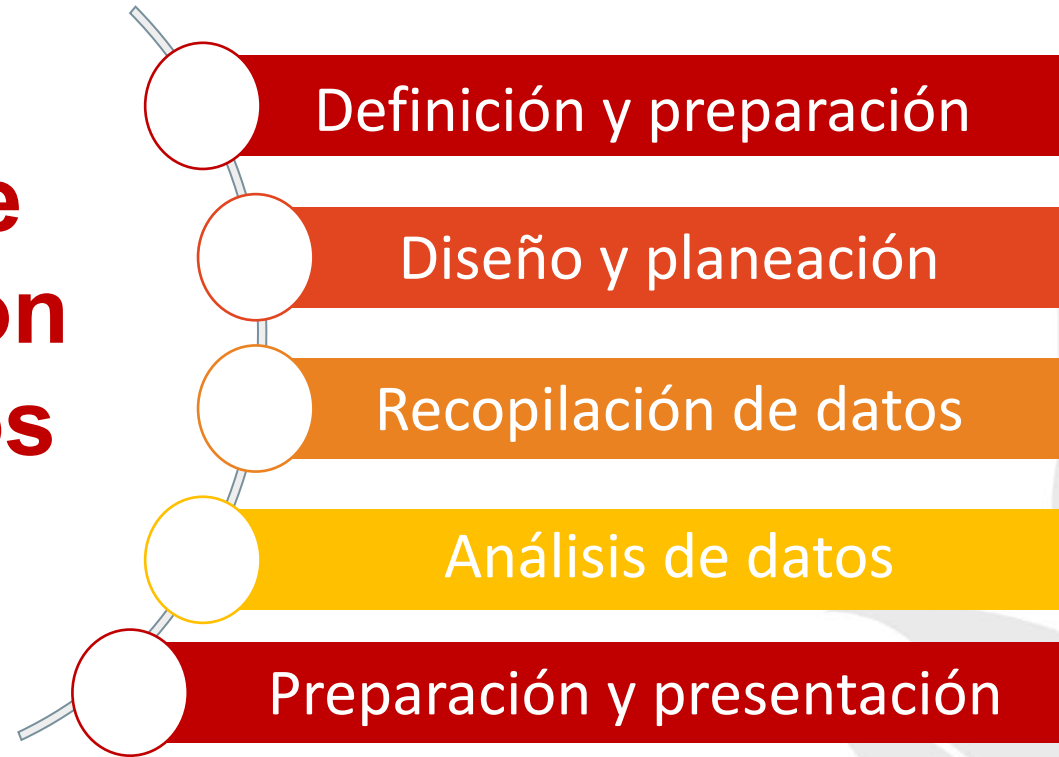 Definición y preparación
Diseño y planeación
Recopilación de datos
Análisis de datos
Preparación y presentación